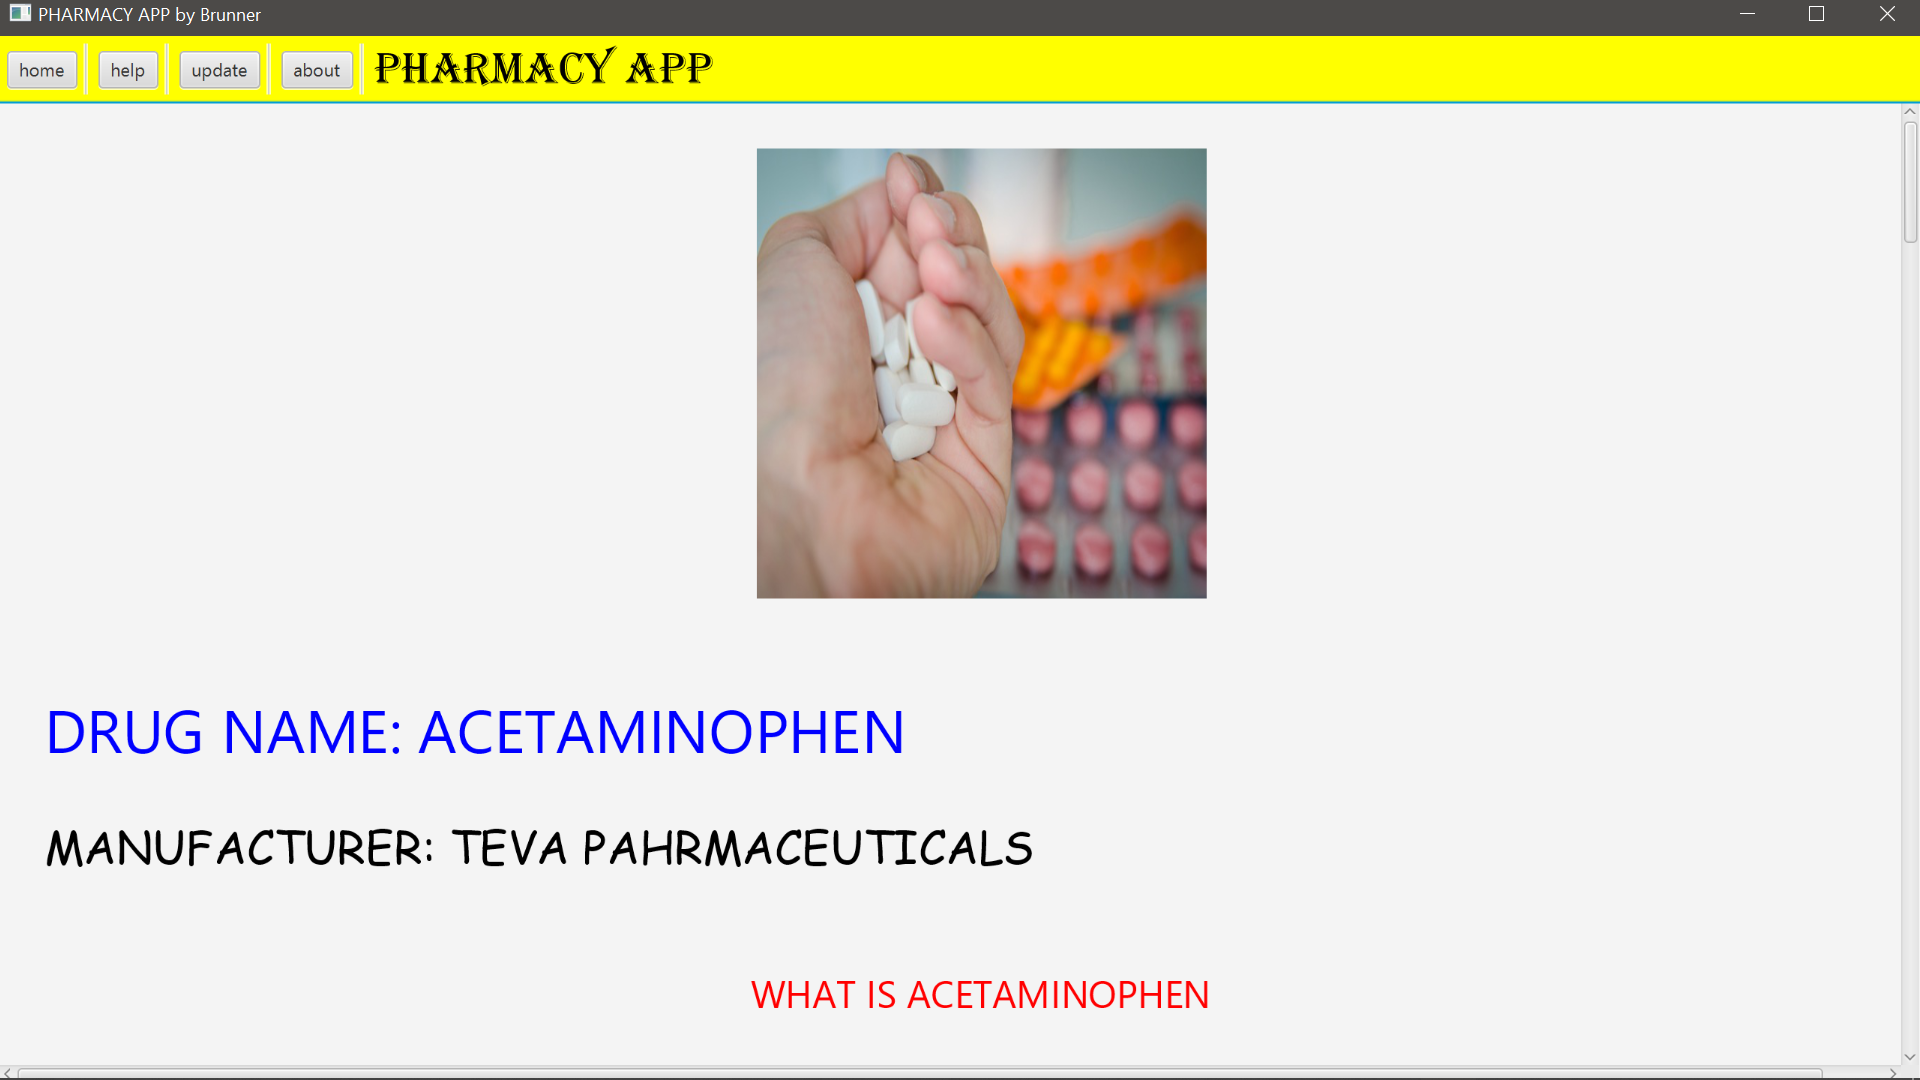 PHARMACY APP by Brunner
home help update about PHARMACY APP
DRUG NAME: ACETAMINOPHEN
MANUFACTURER: TEVA PAHRMACEUTICALS
WHAT IS ACETAMINOPHEN